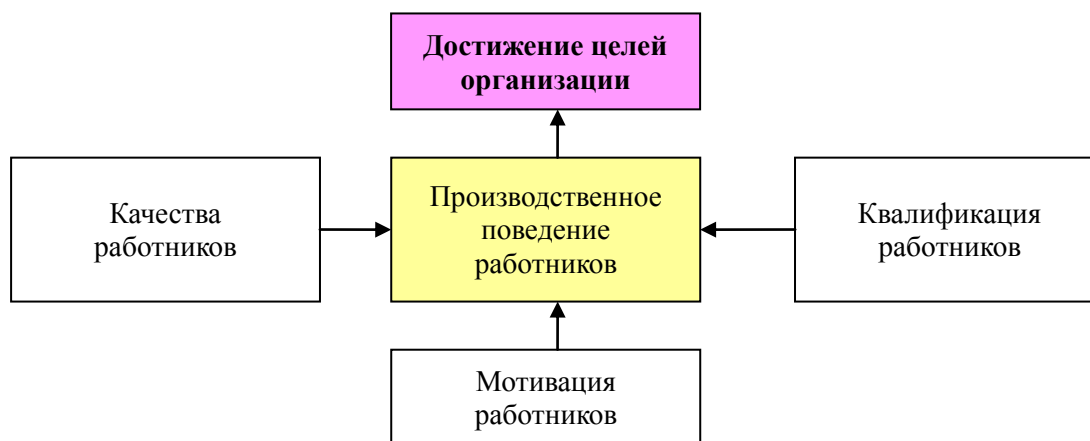 Достижение целей
организации
Качества
работников
Производственное
поведение
работников
Квалификация
работников
Мотивация
работников